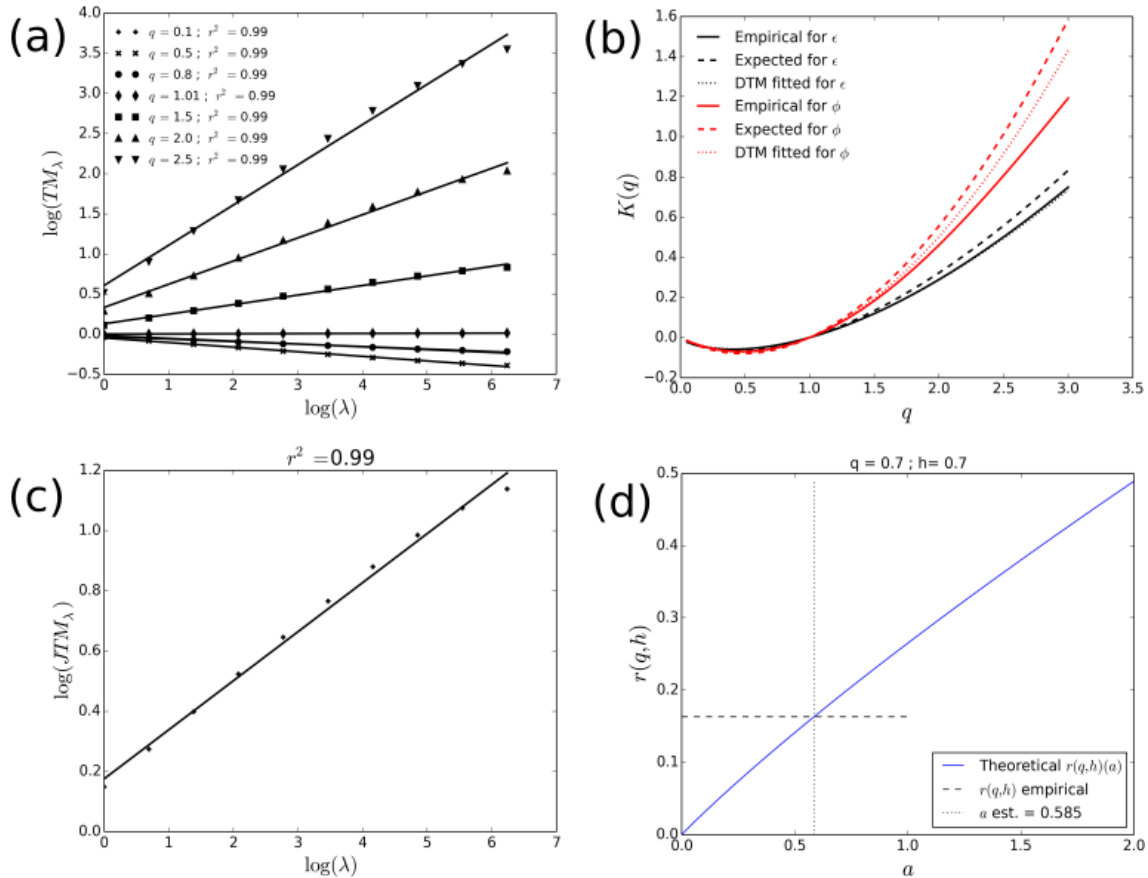 (a)
q = 0.1 ; r² = 0.99
q = 0.5 ; r² = 0.99
q = 0.8 ; r² = 0.99
q = 1.01 ; r² = 0.99
q = 1.5 ; r² = 0.99
q = 2.0 ; r² = 0.99
q = 2.5 ; r² = 0.99
4.0
3.5
3.0
2.5
2.0
1.5
1.0
0.5
0.0
−0.5
log(TM_λ)
0 1 2 3 4 5 6 7
log(λ)
(b)
Empirical for ϵ
Expected for ϵ
DTM fitted for ϵ
Empirical for ϕ
Expected for ϕ
DTM fitted for ϕ
1.6
1.4
1.2
1.0
0.8
0.6
0.4
0.2
0.0
−0.2
K(q)
0.0 0.5 1.0 1.5 2.0 2.5 3.0 3.5
q
(c)
r² =0.99
1.2
1.0
0.8
0.6
0.4
0.2
0.0
log(JTM_λ)
0 1 2 3 4 5 6 7
log(λ)
(d)
q = 0.7 ; h= 0.7
0.5
0.4
0.3
0.2
0.1
0.0
r(q,h)
Theoretical r(q,h)(a)
r(q,h) empirical
a est. = 0.585
0.0 0.5 1.0 1.5 2.0
a